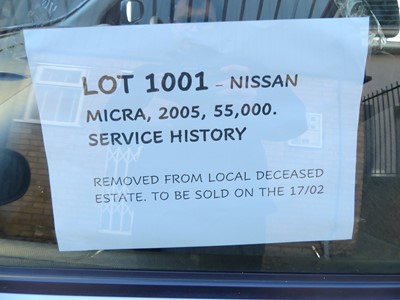 LOT 1001 - NISSAN
MICRA, 2005, 55,000.
SERVICE HISTORY
REMOVED FROM LOCAL DECEASED
ESTATE. TO BE SOLD ON THE 17/02